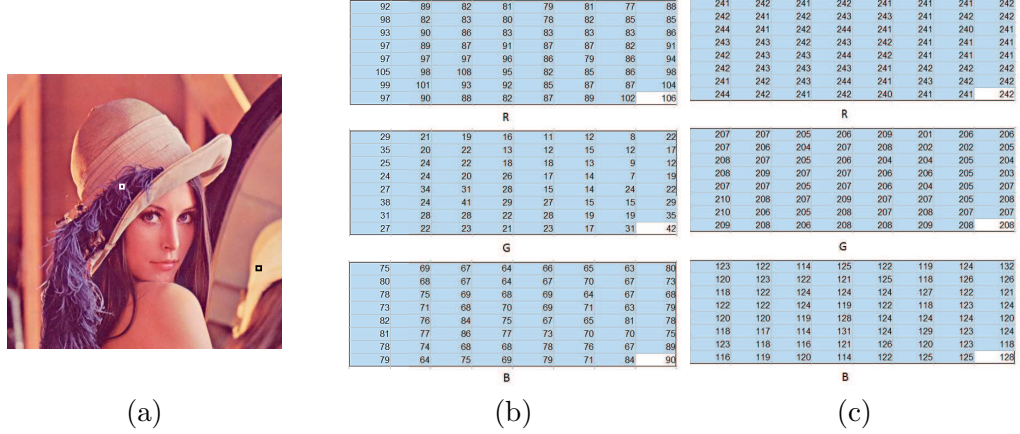 92 89 82 81 79 81 77 88
98 82 83 80 78 82 85 85
93 90 86 83 83 83 83 86
97 89 87 91 87 87 82 91
97 97 97 96 86 79 86 94
105 98 108 95 82 85 86 98
99 101 93 92 85 87 87 104
97 90 88 82 87 89 102 106
R
29 21 19 16 11 12 8 22
35 20 22 13 12 15 12 17
25 24 22 18 18 13 9 12
24 24 20 26 17 14 7 19
27 34 31 28 15 14 24 22
38 24 41 29 27 15 15 29
31 28 28 22 28 19 19 35
27 22 23 21 23 17 31 42
G
75 69 67 64 66 65 63 80
80 68 67 64 67 70 67 73
78 75 69 68 69 64 67 68
73 71 68 70 69 71 63 79
82 76 84 75 67 65 81 78
81 77 86 77 73 70 70 75
78 74 68 68 78 76 67 89
79 64 75 69 79 71 84 90
B
241 242 241 241 242 241 241 242
242 241 242 243 243 241 242 242
244 241 241 242 244 241 240 241
243 243 242 243 242 242 241 241
242 242 243 244 241 241 241 241
242 243 243 243 241 241 242 242
241 242 243 244 241 243 242 242
244 242 241 242 240 241 241 242
R
207 207 205 206 209 201 206 206
207 206 204 208 202 202 202 205
208 207 205 206 204 204 205 204
208 209 207 207 206 204 203 207
207 207 205 207 206 204 205 207
210 208 207 209 205 207 207 207
210 206 205 208 207 208 207 207
209 208 206 208 208 209 208 208
G
123 122 114 125 122 119 124 132
120 123 122 121 125 118 126 126
118 122 124 124 124 127 122 121
122 122 124 119 122 118 123 124
120 120 119 128 124 124 124 120
118 117 114 131 124 129 123 124
123 118 116 121 126 120 123 118
116 119 120 114 122 125 125 128
B
(a) (b) (c)